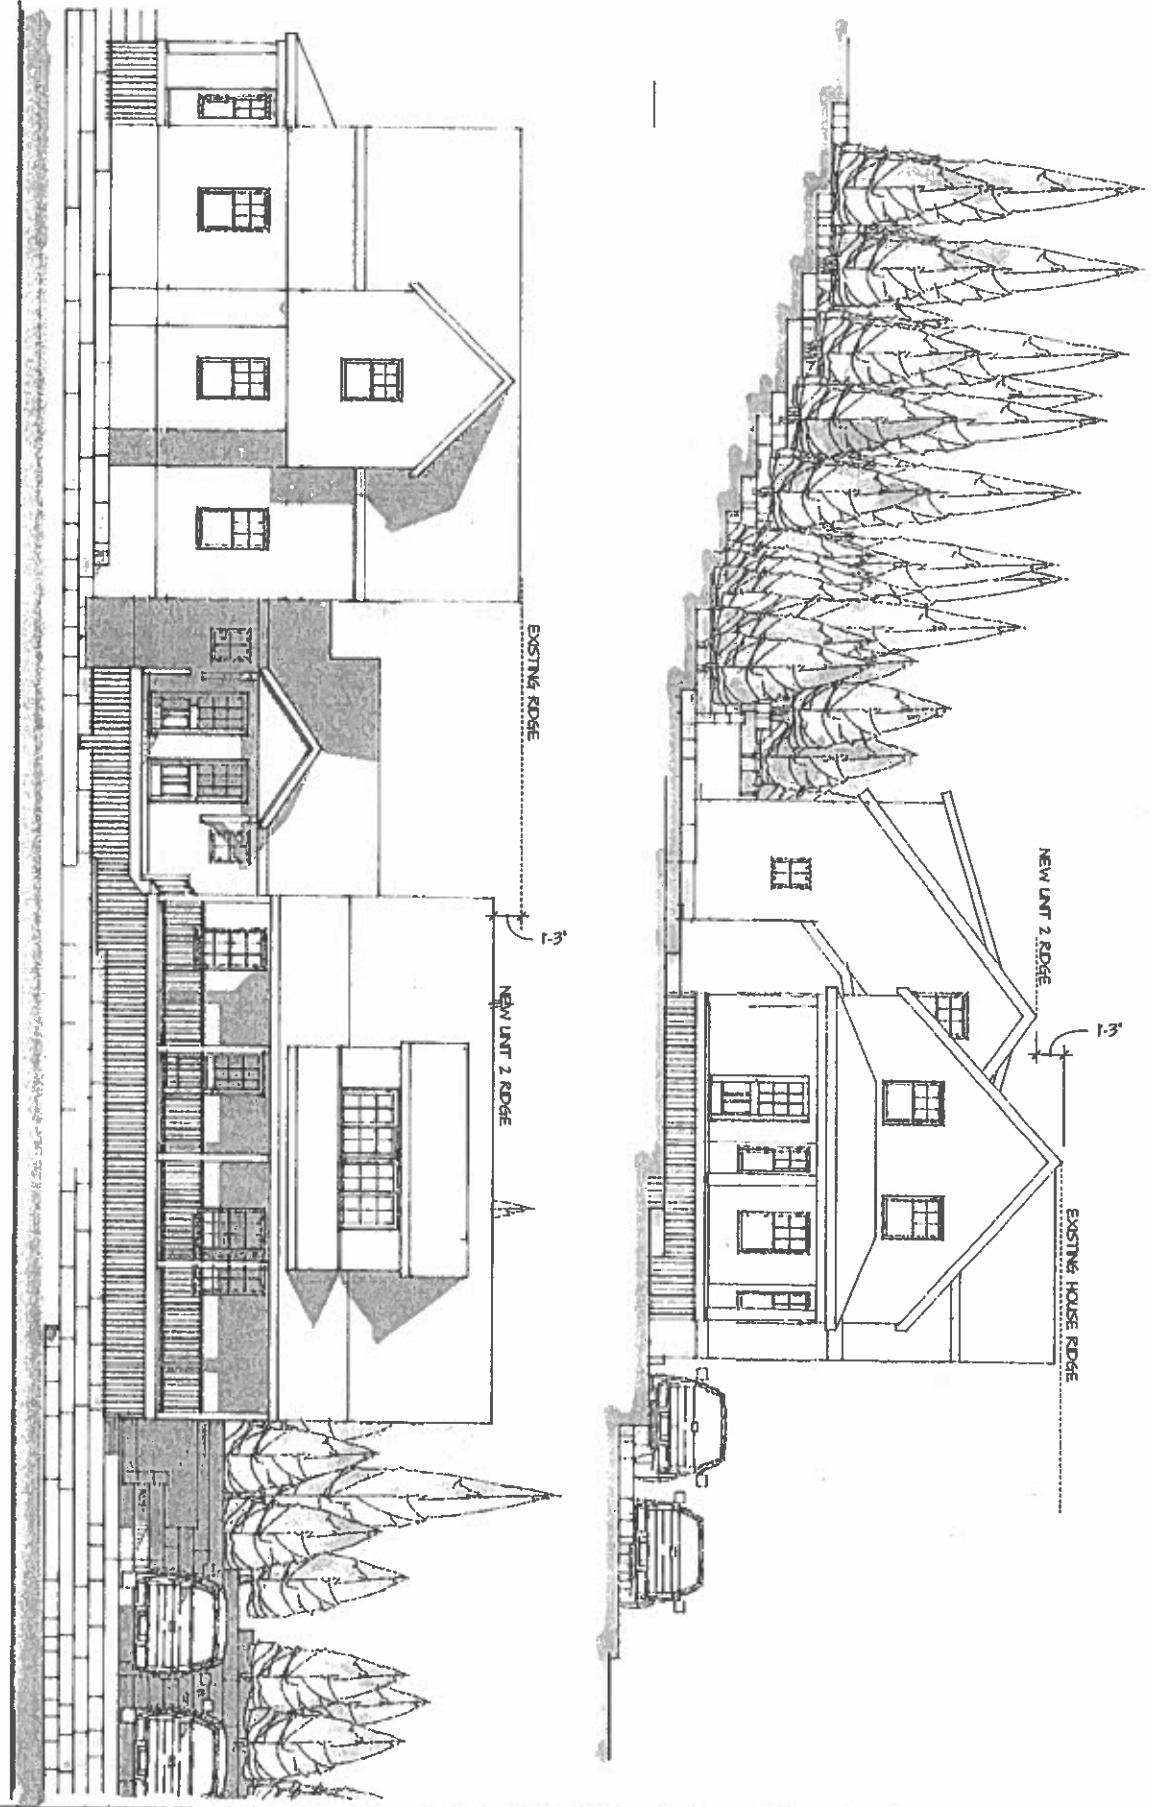 NEW UNIT 2 RIDGE
1'-3"
EXISTING HOUSE RIDGE
EXISTING RIDGE
1'-3"
NEW UNIT 2 RIDGE